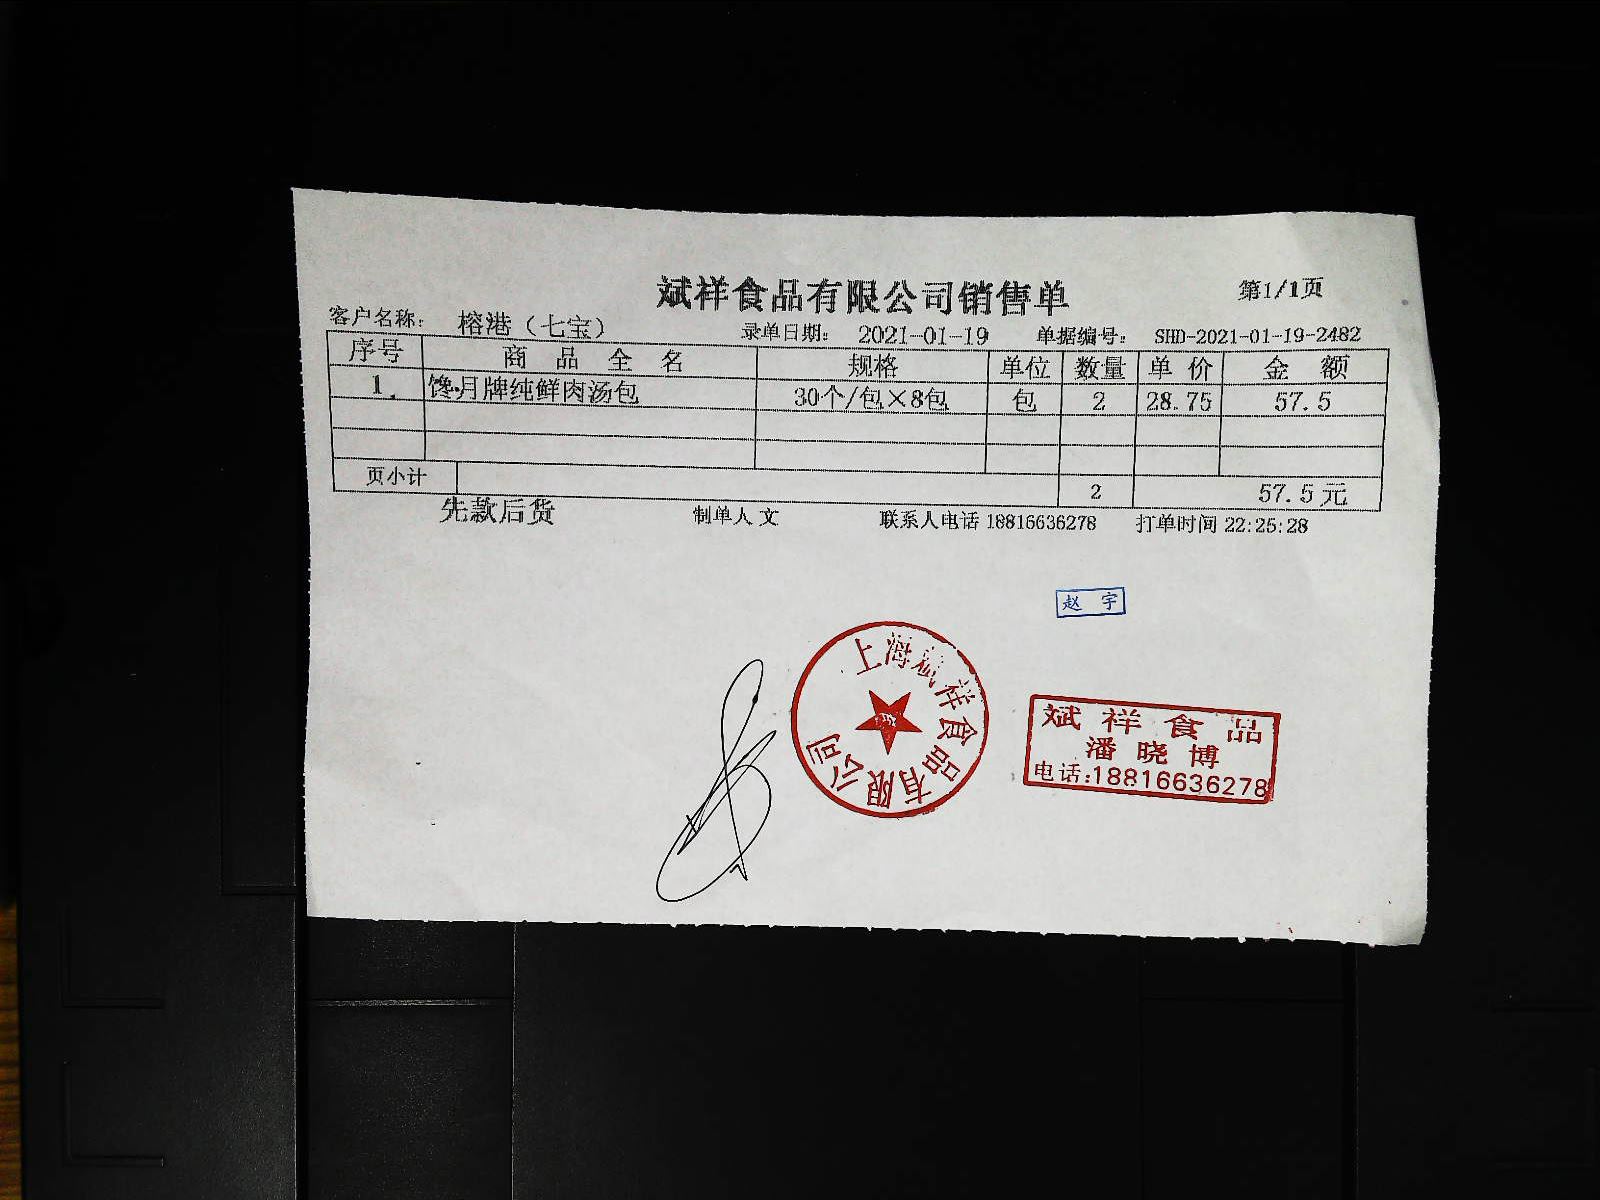 斌祥食品有限公司销售单
第1/1页
客户名称： 榕港（七宝） 录单日期： 2021-01-19 单据编号： SHD-2021-01-19-2482
序号 商 品 全 名 规格 单位 数量 单 价 金 额
1 馋月牌纯鲜肉汤包 30个/包×8包 包 2 28.75 57.5
页小计 2 57.5元
先款后货 制单人 文 联系人电话 18816636278 打单时间 22:25:28
赵 宇
上海斌祥食品有限公司
斌 祥 食 品
潘 晓 博
电话:18816636278